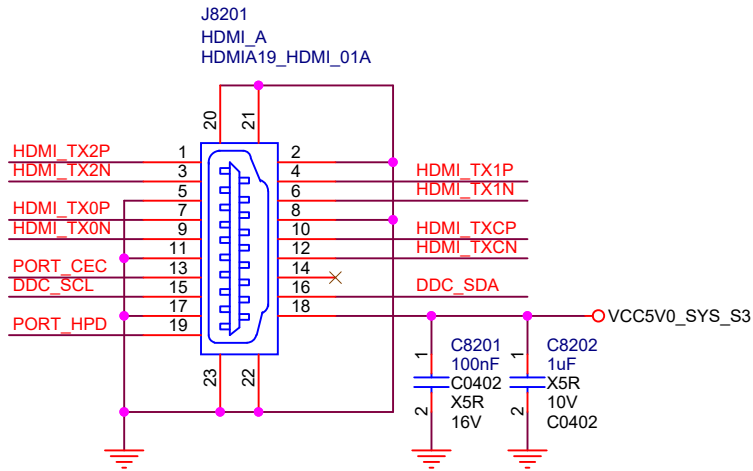 J8201
HDMI_A
HDMIA19_HDMI_01A
20
21
HDMI_TX2P
1
2
HDMI_TX2N
3
4
HDMI_TX1P
5
6
HDMI_TX1N
HDMI_TX0P
7
8
HDMI_TX0N
9
10
HDMI_TXCP
11
12
HDMI_TXCN
PORT_CEC
13
14
DDC_SCL
15
16
DDC_SDA
17
18
VCC5V0_SYS_S3
PORT_HPD
19
23
22
1
2
C8201
100nF
C0402
X5R
16V
1
2
C8202
1uF
X5R
10V
C0402